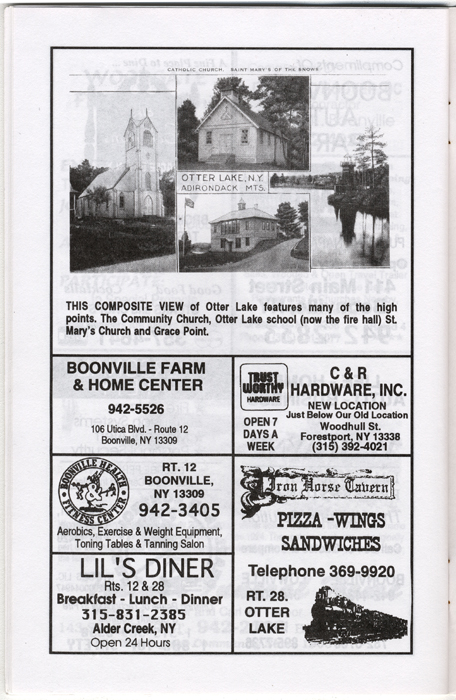 CATHOLIC CHURCH, SAINT MARY'S OF THE SNOWS
OTTER LAKE, N.Y.
ADIRONDACK MTS.
THIS COMPOSITE VIEW of Otter Lake features many of the high
points. The Community Church, Otter Lake school (now the fire hall) St.
Mary's Church and Grace Point.
BOONVILLE FARM
& HOME CENTER
942-5526
106 Utica Blvd. - Route 12
Boonville, NY 13309
TRUST
WORTHY
HARDWARE
OPEN 7
DAYS A
WEEK
C & R
HARDWARE, INC.
NEW LOCATION
Just Below Our Old Location
Woodhull St.
Forestport, NY 13338
(315) 392-4021
BOONVILLE HEALTH
FITNESS CENTER
RT. 12
BOONVILLE,
NY 13309
942-3405
Aerobics, Exercise & Weight Equipment,
Toning Tables & Tanning Salon
Iron Horse Tavern
PIZZA -WINGS
SANDWICHES
Telephone 369-9920
RT. 28.
OTTER
LAKE
LIL'S DINER
Rts. 12 & 28
Breakfast - Lunch - Dinner
315-831-2385
Alder Creek, NY
Open 24 Hours